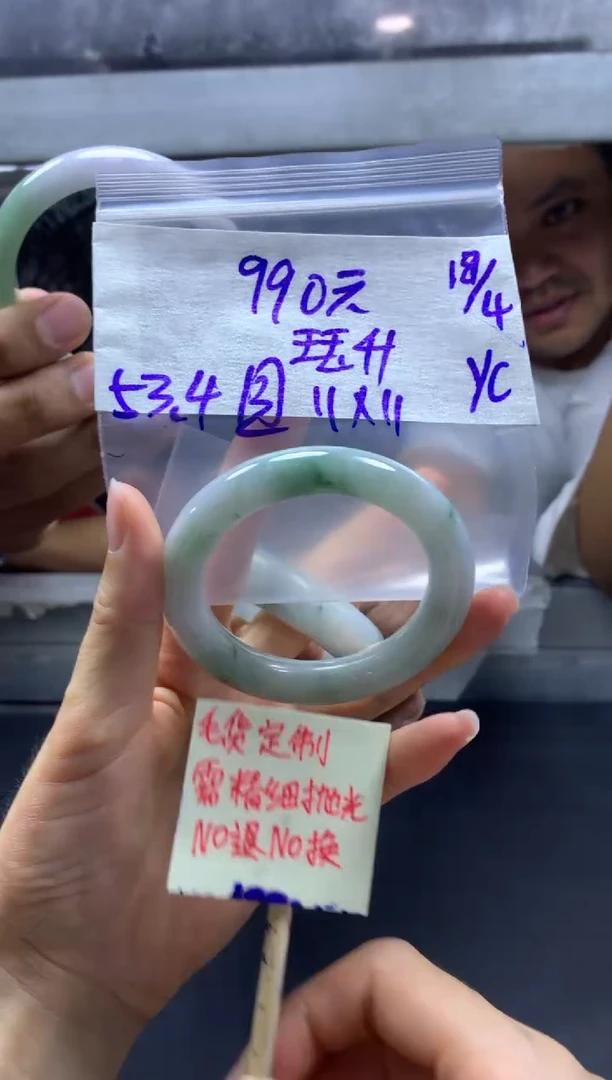 990元
18/4
玨升
YC
53.4 圆 11x11
毛货定制
需精细抛光
NO退NO换